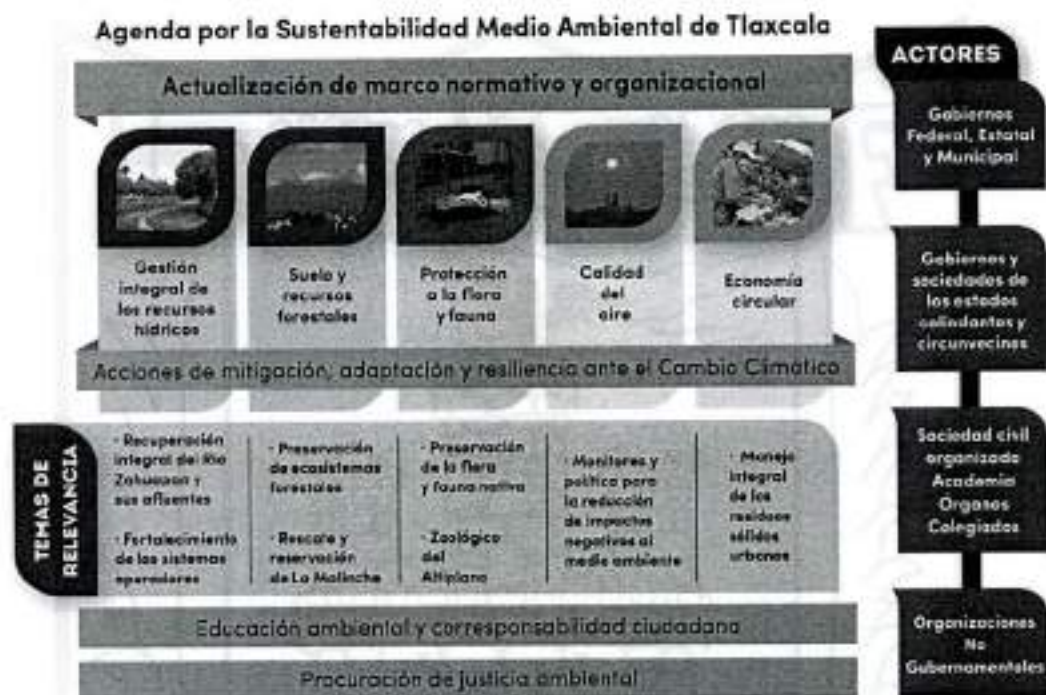 Agenda por la Sustentabilidad Medio Ambiental de Tlaxcala
Actualización de marco normativo y organizacional
Gestión
integral de
los recursos
hídricos
Suelo y
recursos
forestales
Protección
a la flora
y fauna
Calidad
del
aire
Economía
circular
Acciones de mitigación, adaptación y resiliencia ante el Cambio Climático
TEMAS DE
RELEVANCIA
· Recuperación
integral del Río
Zahuapan y
sus afluentes
· Fortalecimiento
de los sistemas
operadores
· Preservación
de ecosistemas
forestales
· Rescate y
reservación
de La Malinche
· Preservación
de la flora
y fauna nativa
· Zoológico
del
Altiplano
· Monitoreo y
política para
la reducción
de impactos
negativos al
medio ambiente
· Manejo
integral
de los
residuos
sólidos
urbanos
Educación ambiental y corresponsabilidad ciudadana
Procuración de justicia ambiental
ACTORES
Gobiernos
Federal, Estatal
y Municipal
Gobiernos y
sociedades de
los estados
colindantes y
circunvecinos
Sociedad civil
organizada
Academia
Órganos
Colegiados
Organizaciones
No
Gubernamentales